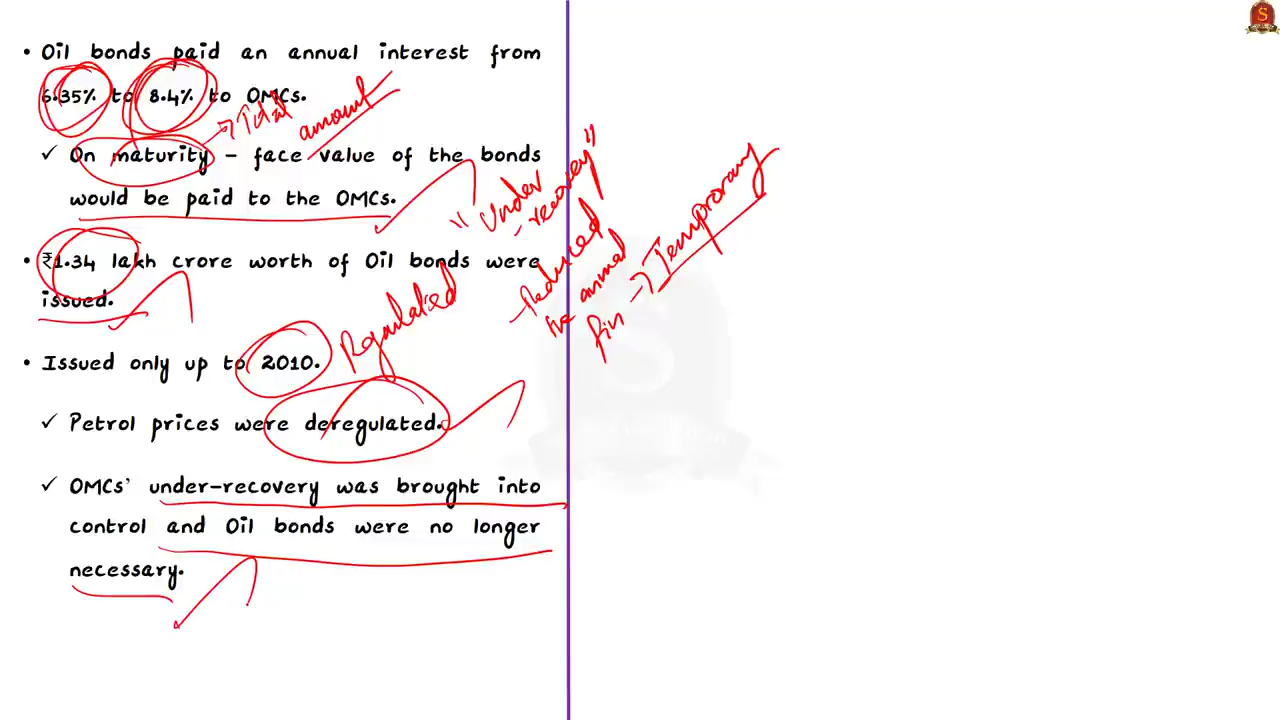 • Oil bonds paid an annual interest from
6.35% to 8.4% to OMCs.
→ Total amount
✓ On maturity – face value of the bonds
would be paid to the OMCs.
"Under
-recovery"
• ₹1.34 lakh crore worth of Oil bonds were
issued.
- Reduced
the annual
→ Temprorary
• Issued only up to 2010.
Regulated
✓ Petrol prices were deregulated.
✓ OMCs' under-recovery was brought into
control and Oil bonds were no longer
necessary.
S